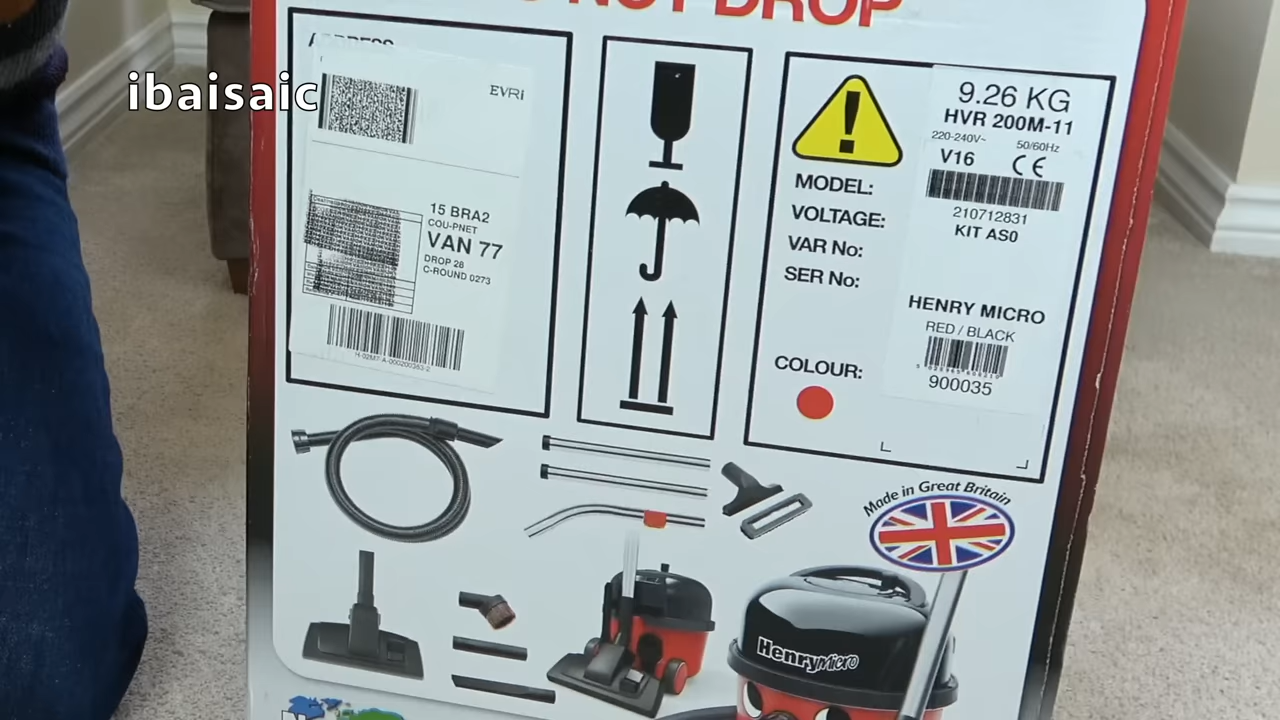 NOT DROP
ibaisaic
ADDRESS
EVRi
15 BRA2
COU-PNET
VAN 77
DROP 28
C-ROUND 0273
9.26 KG
HVR 200M-11
220-240V~ 50/60Hz
V16 CE
210712831
KIT AS0
MODEL:
VOLTAGE:
VAR No:
SER No:
HENRY MICRO
RED / BLACK
900035
COLOUR:
Made in Great Britain
Henry Micro